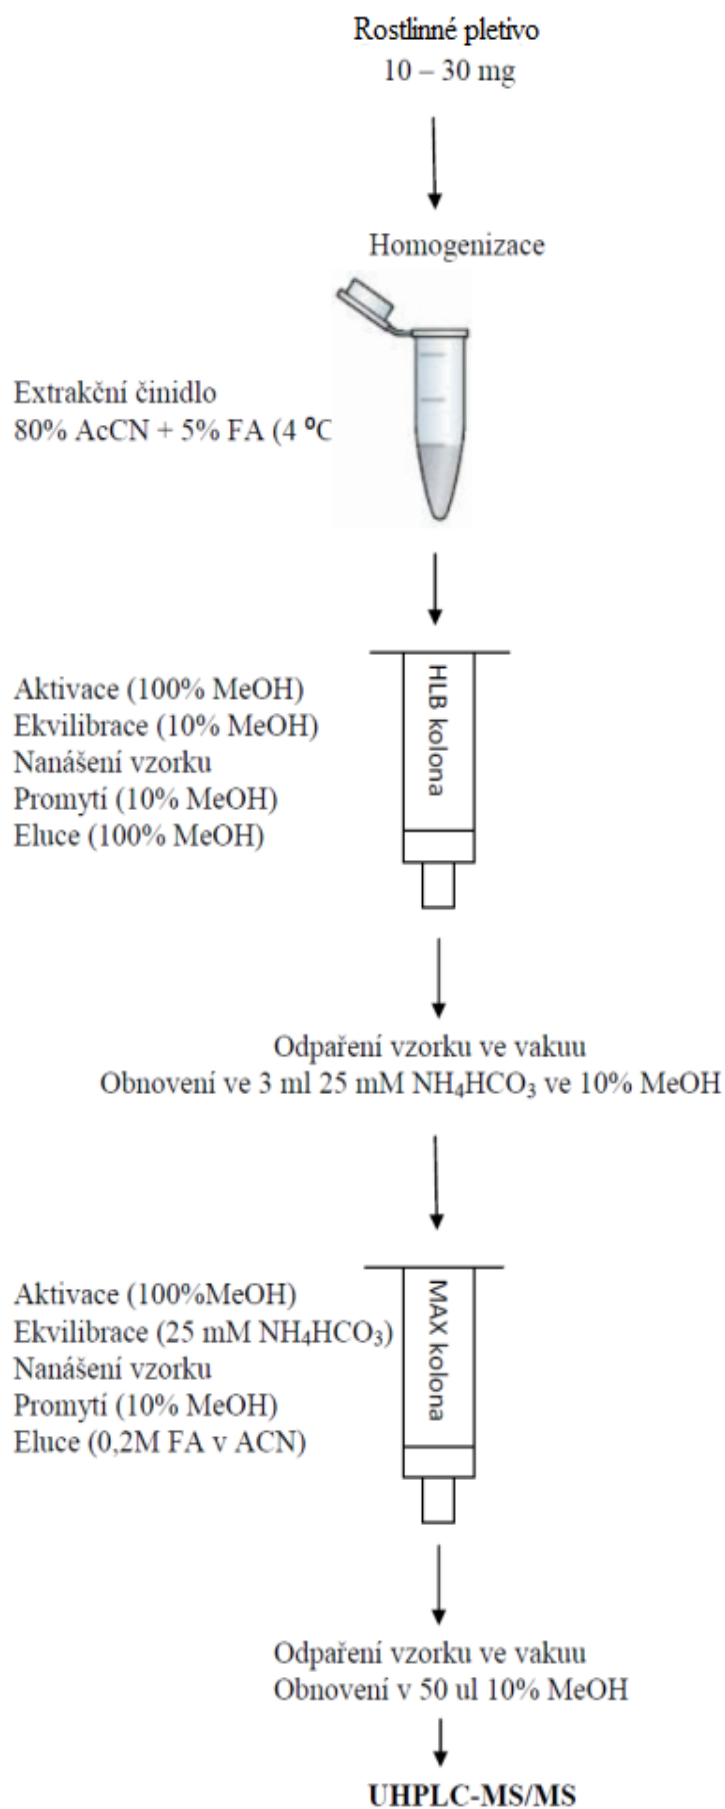 Rostlinné pletivo
10 – 30 mg
Homogenizace
Extrakční činidlo
80% AcCN + 5% FA (4 ⁰C
HLB kolona
Aktivace (100% MeOH)
Ekvilibrace (10% MeOH)
Nanášení vzorku
Promytí (10% MeOH)
Eluce (100% MeOH)
Odpaření vzorku ve vakuu
Obnovení ve 3 ml 25 mM NH₄HCO₃ ve 10% MeOH
MAX kolona
Aktivace (100%MeOH)
Ekvilibrace (25 mM NH₄HCO₃)
Nanášení vzorku
Promytí (10% MeOH)
Eluce (0,2M FA v ACN)
Odpaření vzorku ve vakuu
Obnovení v 50 ul 10% MeOH
UHPLC-MS/MS